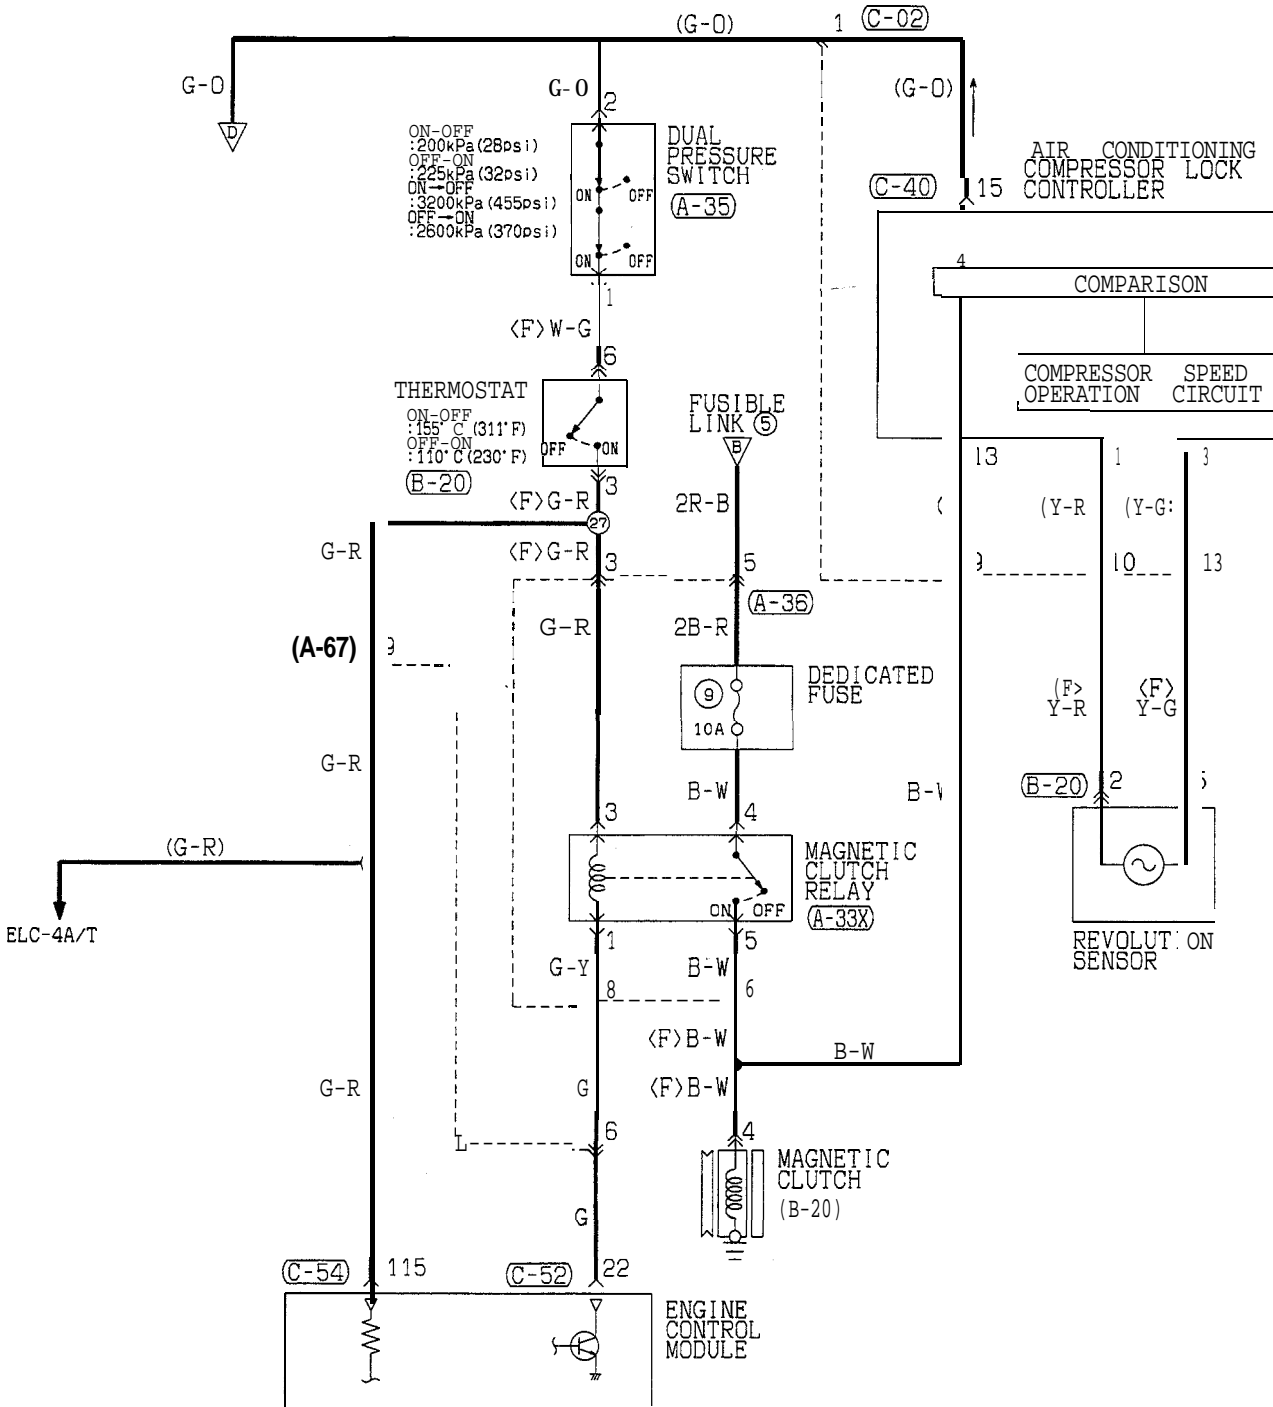 (G-O)
1
C-02
G-O
G-O
(G-O)
D
2
ON-OFF
:200kPa(28psi)
OFF-ON
:225kPa(32psi)
ON→OFF
:3200kPa(455psi)
OFF→ON
:2600kPa(370psi)
ON
OFF
ON
OFF
DUAL
PRESSURE
SWITCH
A-35
AIR CONDITIONING
COMPRESSOR LOCK
CONTROLLER
C-40
15
4
COMPARISON
COMPRESSOR
OPERATION
SPEED
CIRCUIT
1
<F>W-G
6
THERMOSTAT
ON-OFF
:155°C(311°F)
OFF-ON
:110°C(230°F)
OFF
ON
B-20
FUSIBLE
LINK 5
B
13
1
3
3
<F>G-R
2R-B
(Y-R
(Y-G:
27
G-R
<F>G-R
3
5
9
10
13
A-36
G-R
2B-R
(A-67)
9
DEDICATED
FUSE
9
10A
(F>
Y-R
<F>
Y-G
G-R
B-W
B-
B-20
2
5
3
4
(G-R)
MAGNETIC
CLUTCH
RELAY
A-33X
ON
OFF
ELC-4A/T
1
5
REVOLUT ON
SENSOR
G-Y
B-W
8
6
<F>B-W
B-W
G-R
G
<F>B-W
6
4
L
MAGNETIC
CLUTCH
(B-20)
G
C-54
115
C-52
22
ENGINE
CONTROL
MODULE